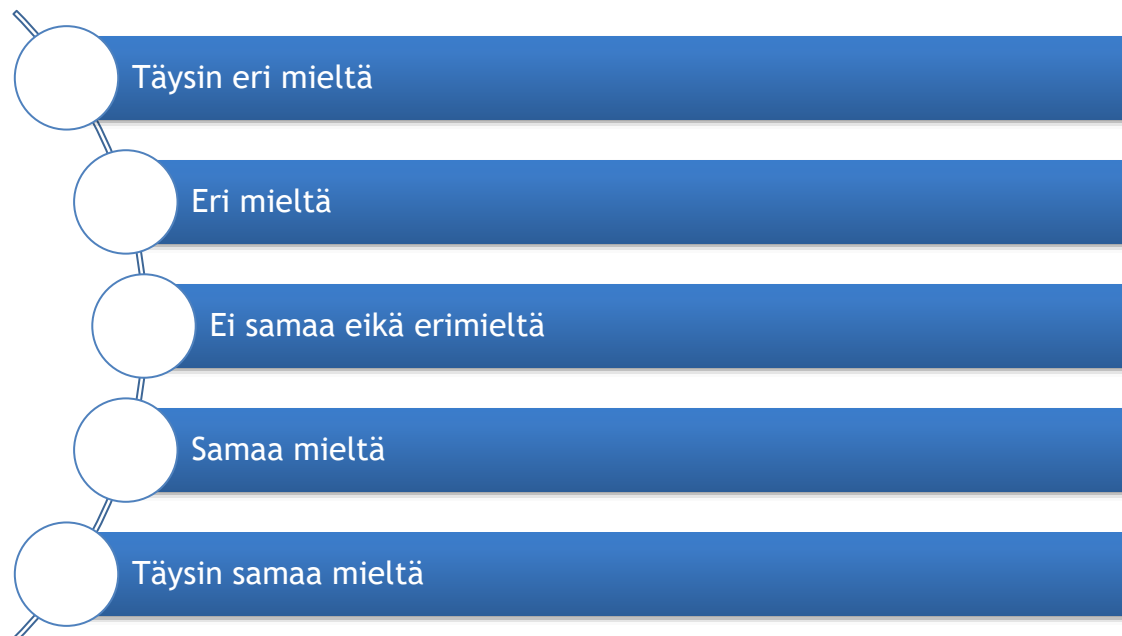 Täysin eri mieltä
Eri mieltä
Ei samaa eikä erimieltä
Samaa mieltä
Täysin samaa mieltä